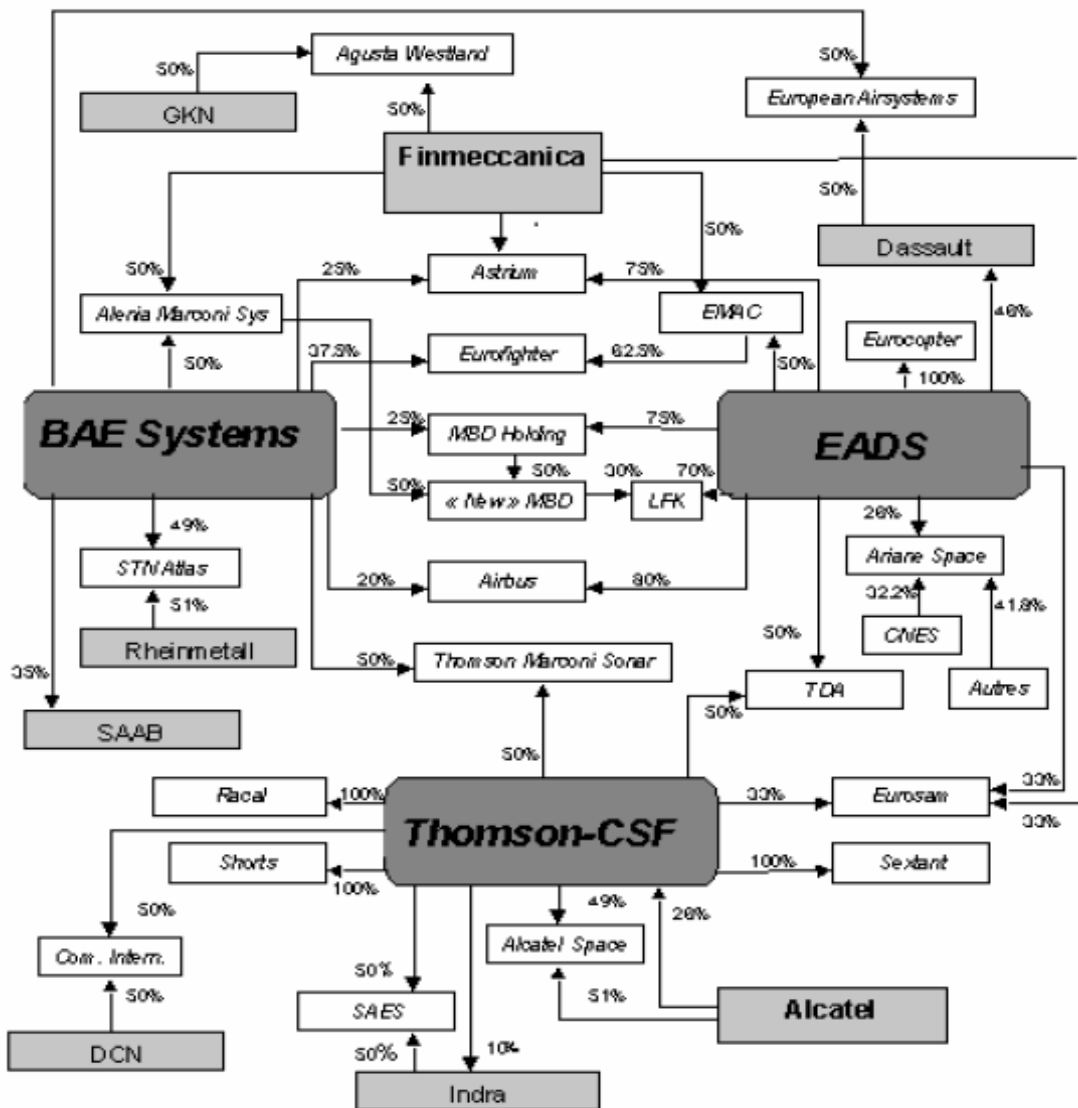 50%
Agusta Westland
50%
European Airsystems
GKN
50%
Finmeccanica
50%
Dassault
50%
50%
25%
Astrium
75%
46%
Alenia Marconi Sys
EMAC
Eurocopter
37.5%
Eurofighter
62.5%
50%
50%
100%
BAE Systems
25%
MBD Holding
75%
EADS
50%
30%
70%
50%
« New » MBD
LFK
49%
26%
STN Atlas
Ariane Space
20%
Airbus
80%
51%
32.2%
41.8%
Rheinmetall
CNES
50%
35%
50%
Thomson Marconi Sonar
TDA
Autres
50%
SAAB
50%
Racal
100%
33%
Eurosam
33%
33%
Thomson-CSF
Shorts
100%
100%
Sextant
49%
26%
50%
Com. Intern.
Alcatel Space
50%
50%
SAES
51%
Alcatel
DCN
50%
10%
Indra